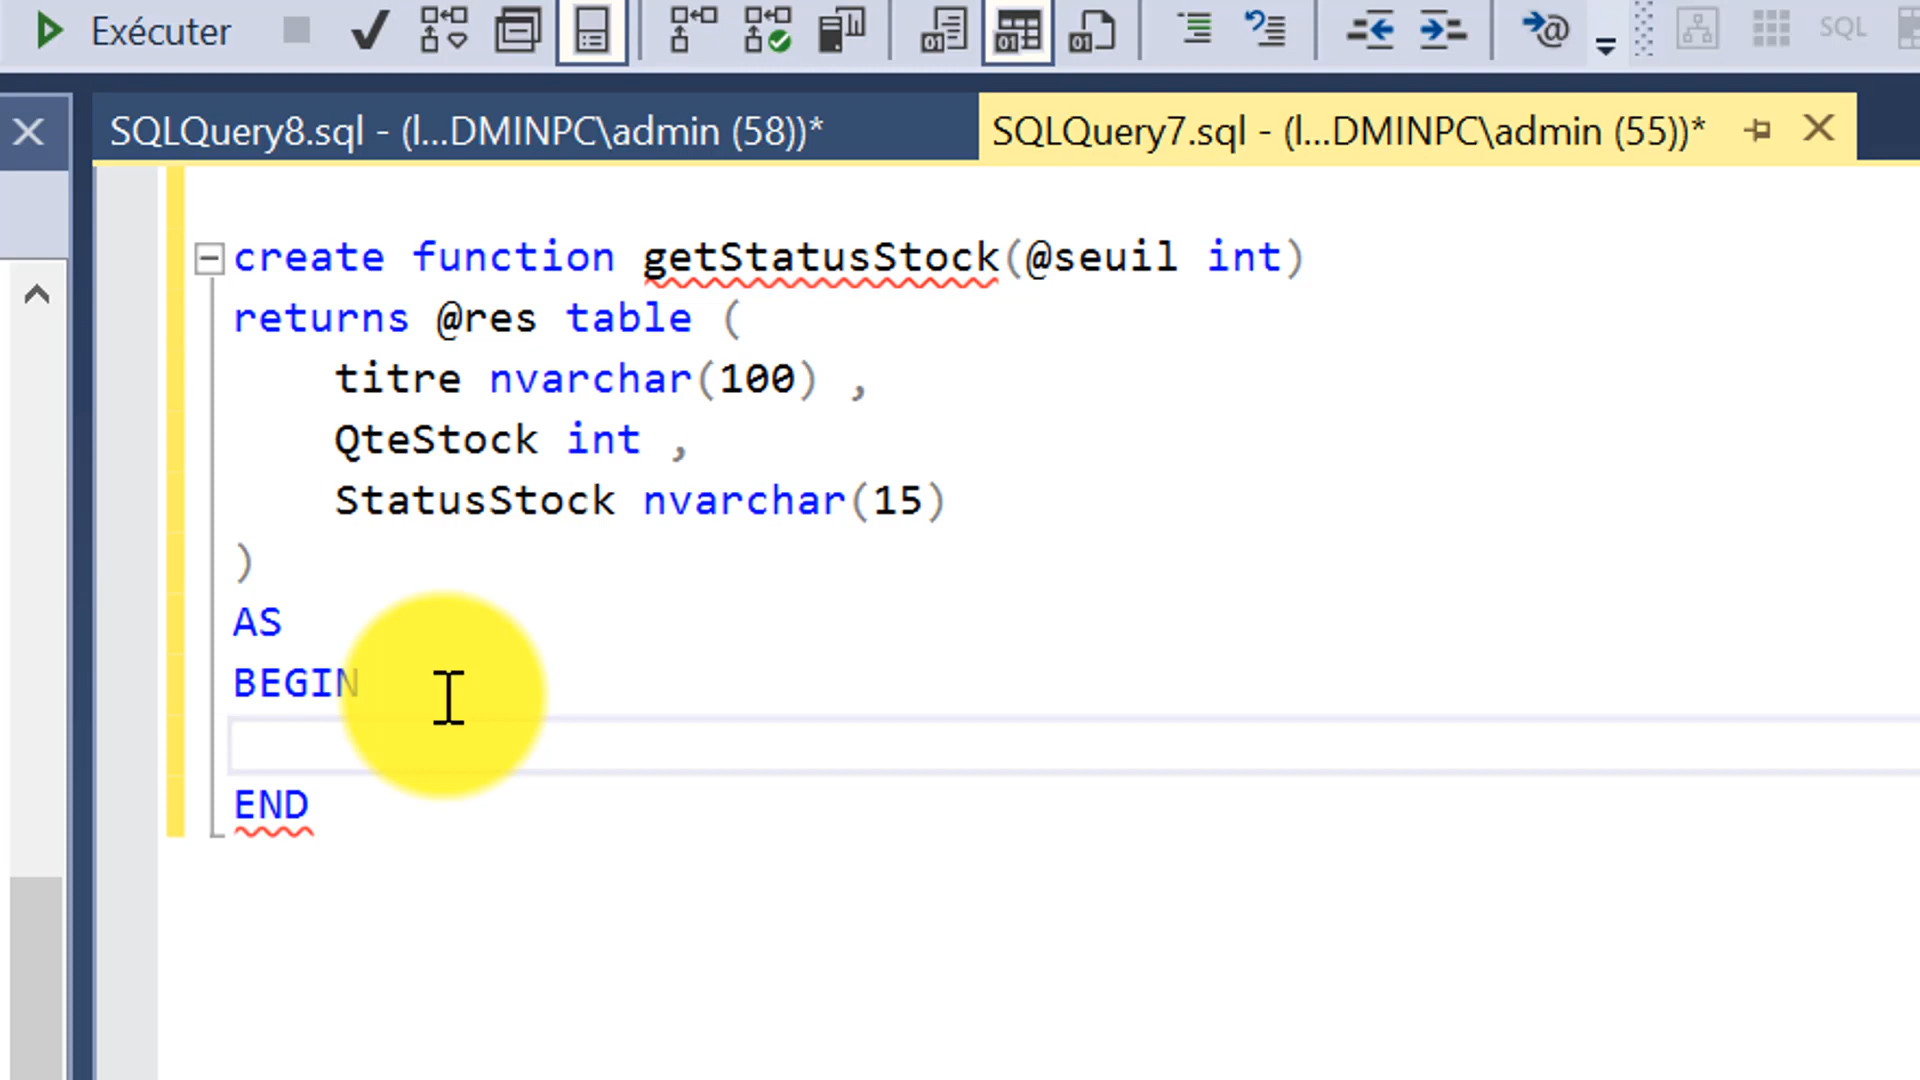 Exécuter
SQL
SQLQuery8.sql - (l...DMINPC\admin (58))*
SQLQuery7.sql - (l...DMINPC\admin (55))*
create function getStatusStock(@seuil int)
returns @res table (
titre nvarchar(100) ,
QteStock int ,
StatusStock nvarchar(15)
)
AS
BEGIN
END